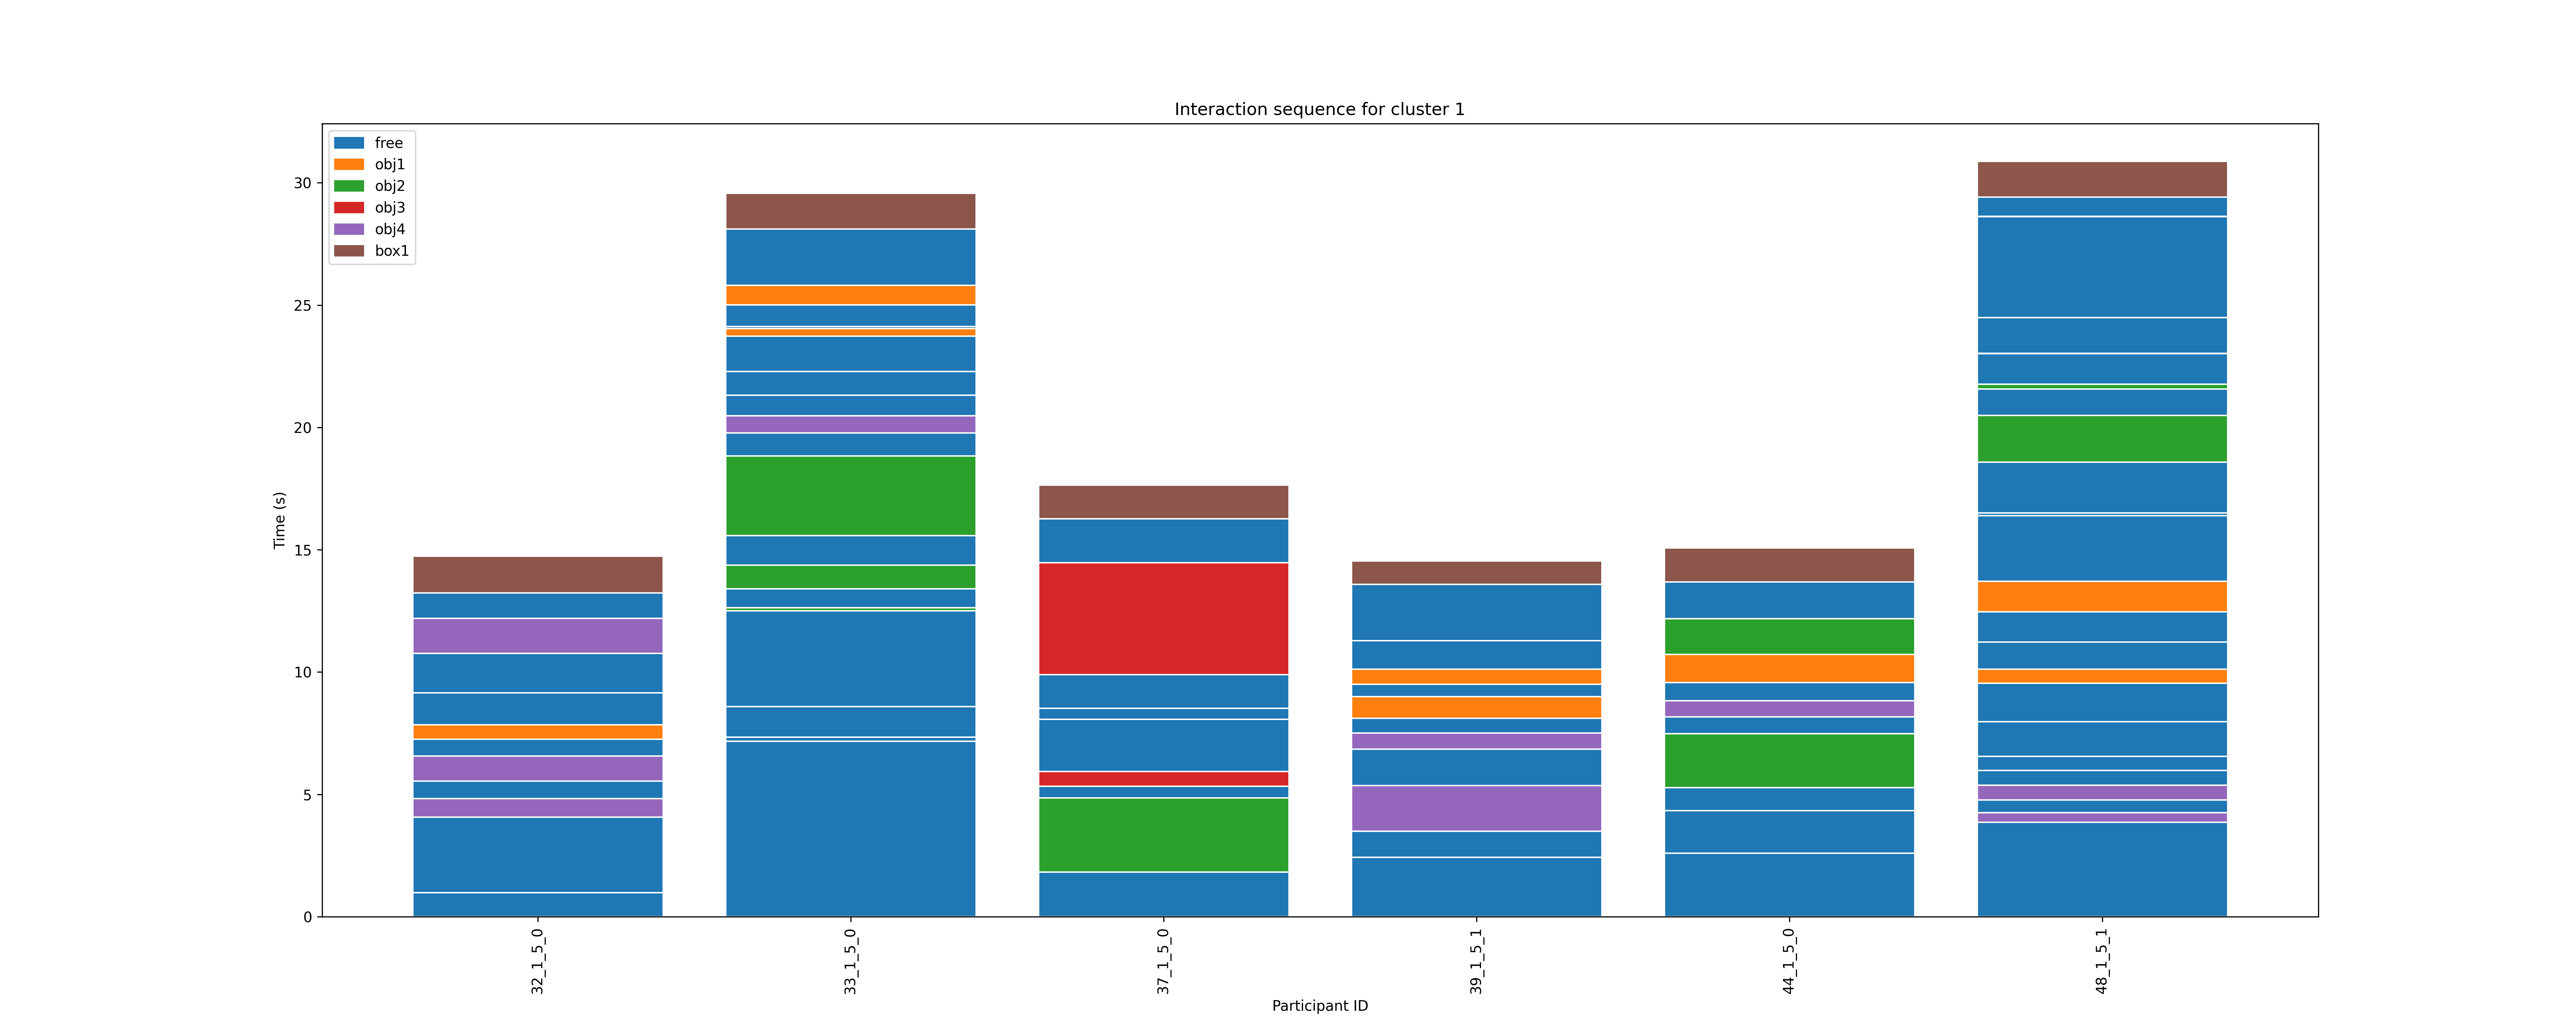 Interaction sequence for cluster 1
free
obj1
obj2
obj3
obj4
box1
Time (s)
30
25
20
15
10
5
0
32_1_5_0
33_1_5_0
37_1_5_0
39_1_5_1
44_1_5_0
48_1_5_1
Participant ID